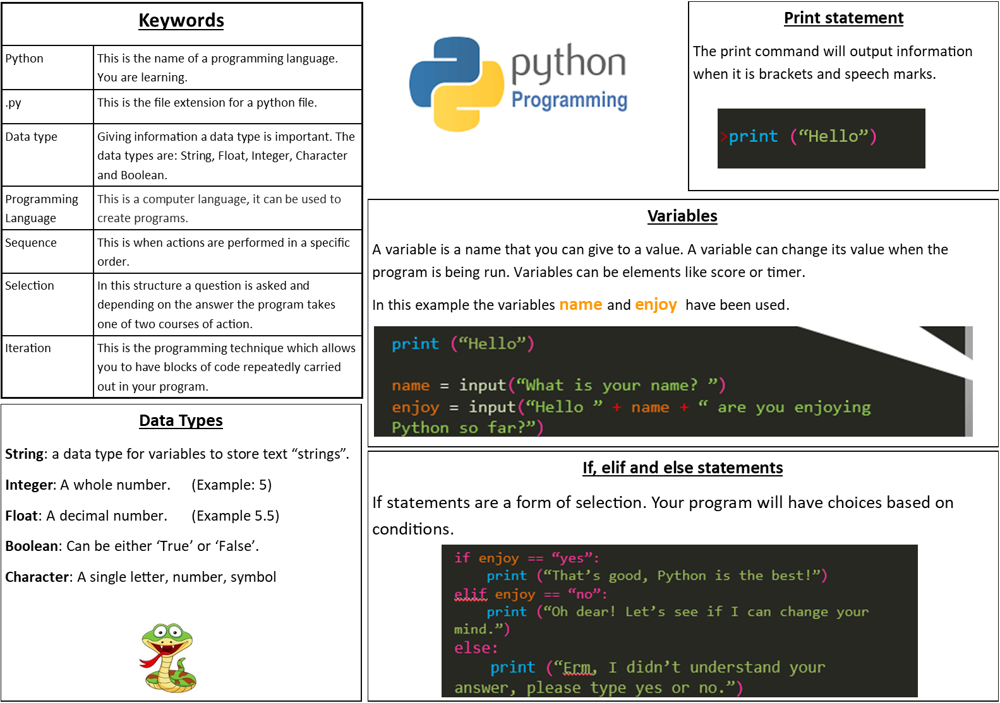 Keywords
Python
This is the name of a programming language.
You are learning.
.py
This is the file extension for a python file.
Data type
Giving information a data type is important. The
data types are: String, Float, Integer, Character
and Boolean.
Programming
Language
This is a computer language, it can be used to
create programs.
Sequence
This is when actions are performed in a specific
order.
Selection
In this structure a question is asked and
depending on the answer the program takes
one of two courses of action.
Iteration
This is the programming technique which allows
you to have blocks of code repeatedly carried
out in your program.
Data Types
String: a data type for variables to store text “strings”.
Integer: A whole number. (Example: 5)
Float: A decimal number. (Example 5.5)
Boolean: Can be either ‘True’ or ‘False’.
Character: A single letter, number, symbol
python
Programming
Print statement
The print command will output information
when it is brackets and speech marks.
>print (“Hello”)
Variables
A variable is a name that you can give to a value. A variable can change its value when the
program is being run. Variables can be elements like score or timer.
In this example the variables name and enjoy have been used.
print (“Hello”)
name = input(“What is your name? ”)
enjoy = input(“Hello ” + name + “ are you enjoying
Python so far?”)
If, elif and else statements
If statements are a form of selection. Your program will have choices based on
conditions.
if enjoy == “yes”:
print (“That’s good, Python is the best!”)
elif enjoy == “no”:
print (“Oh dear! Let’s see if I can change your
mind.”)
else:
print (“Erm, I didn’t understand your
answer, please type yes or no.”)